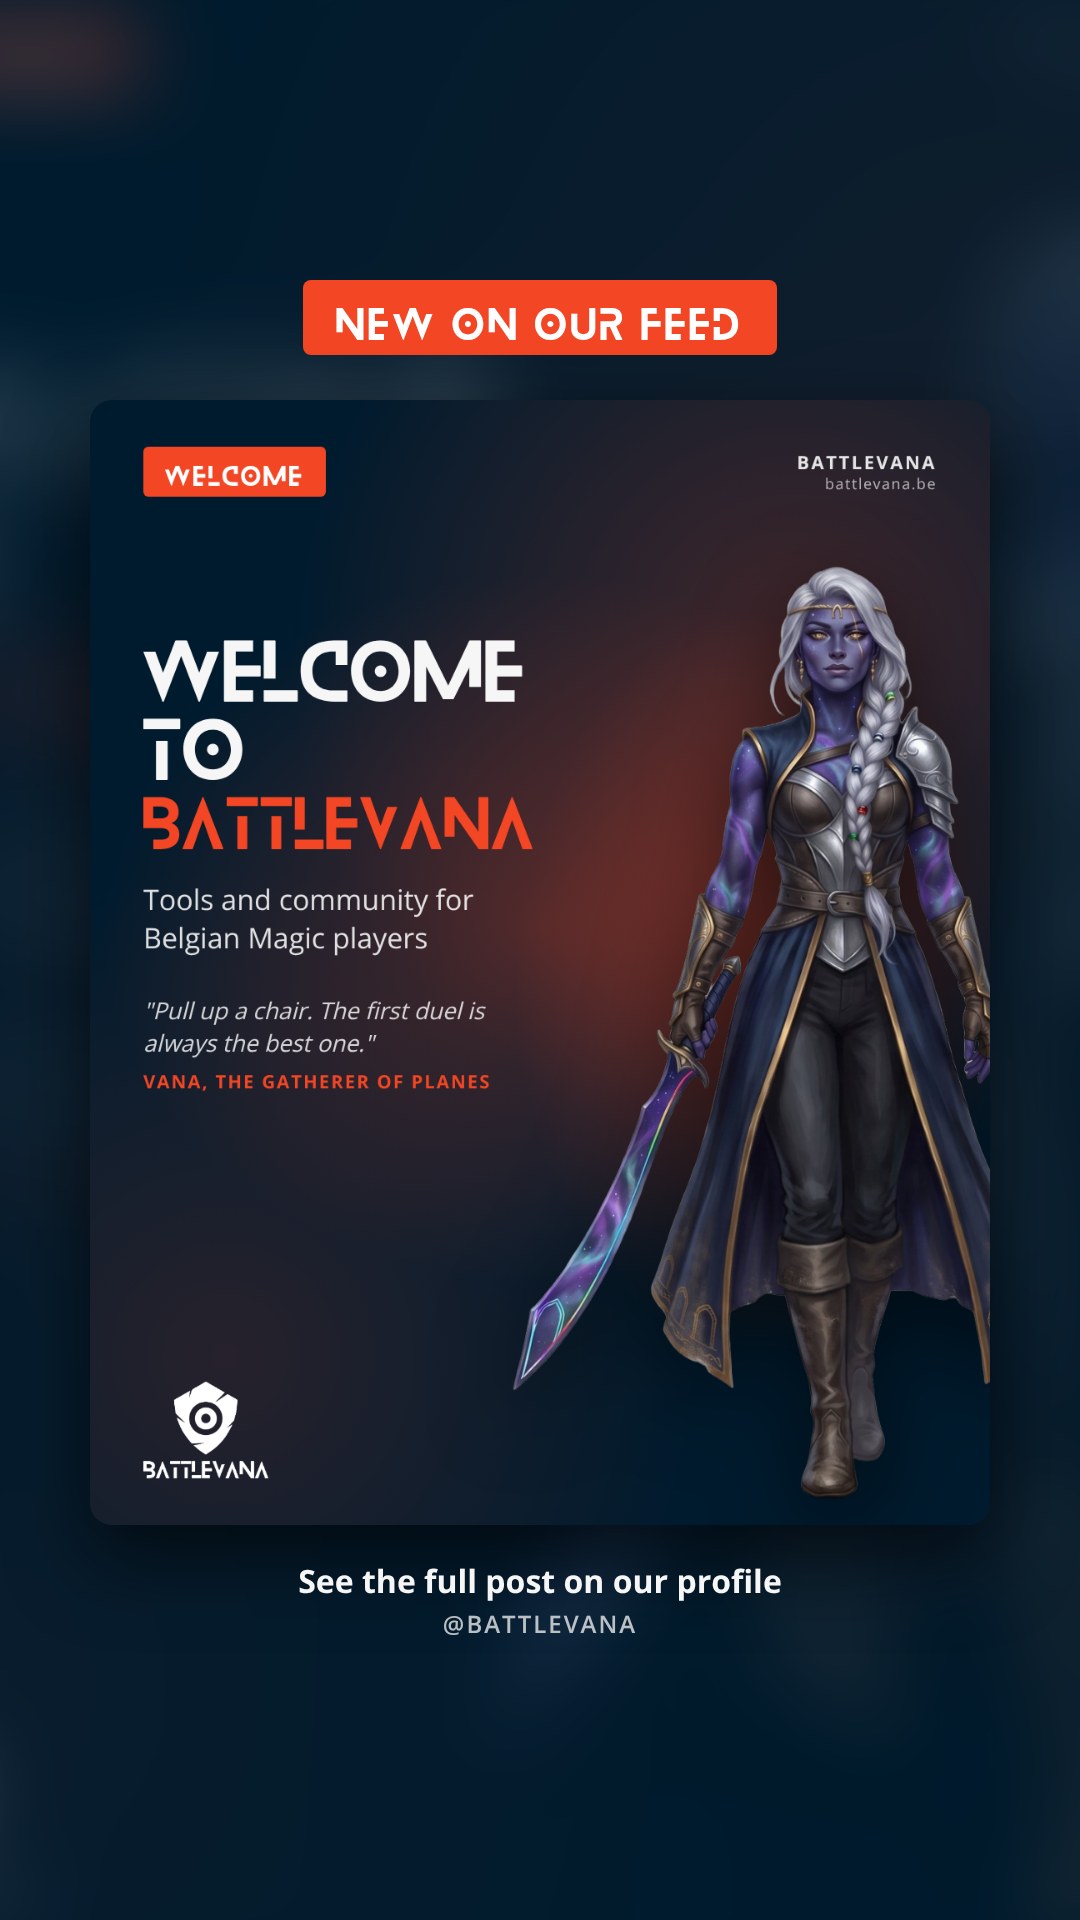 NEW ON OUR FEED
WELCOME
BATTLEVANA
battlevana.be
WELCOME
TO
BATTLEVANA
Tools and community for
Belgian Magic players
"Pull up a chair. The first duel is
always the best one."
VANA, THE GATHERER OF PLANES
BATTLEVANA
See the full post on our profile
@BATTLEVANA